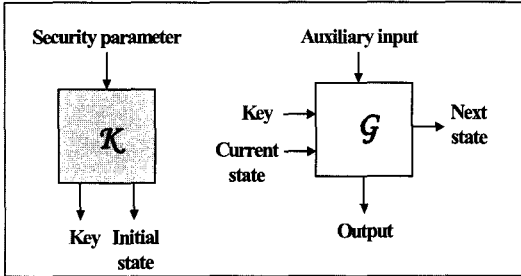 Security parameter
K
Key Initial
state
Auxiliary input
Key
Current
state
G
Next
state
Output